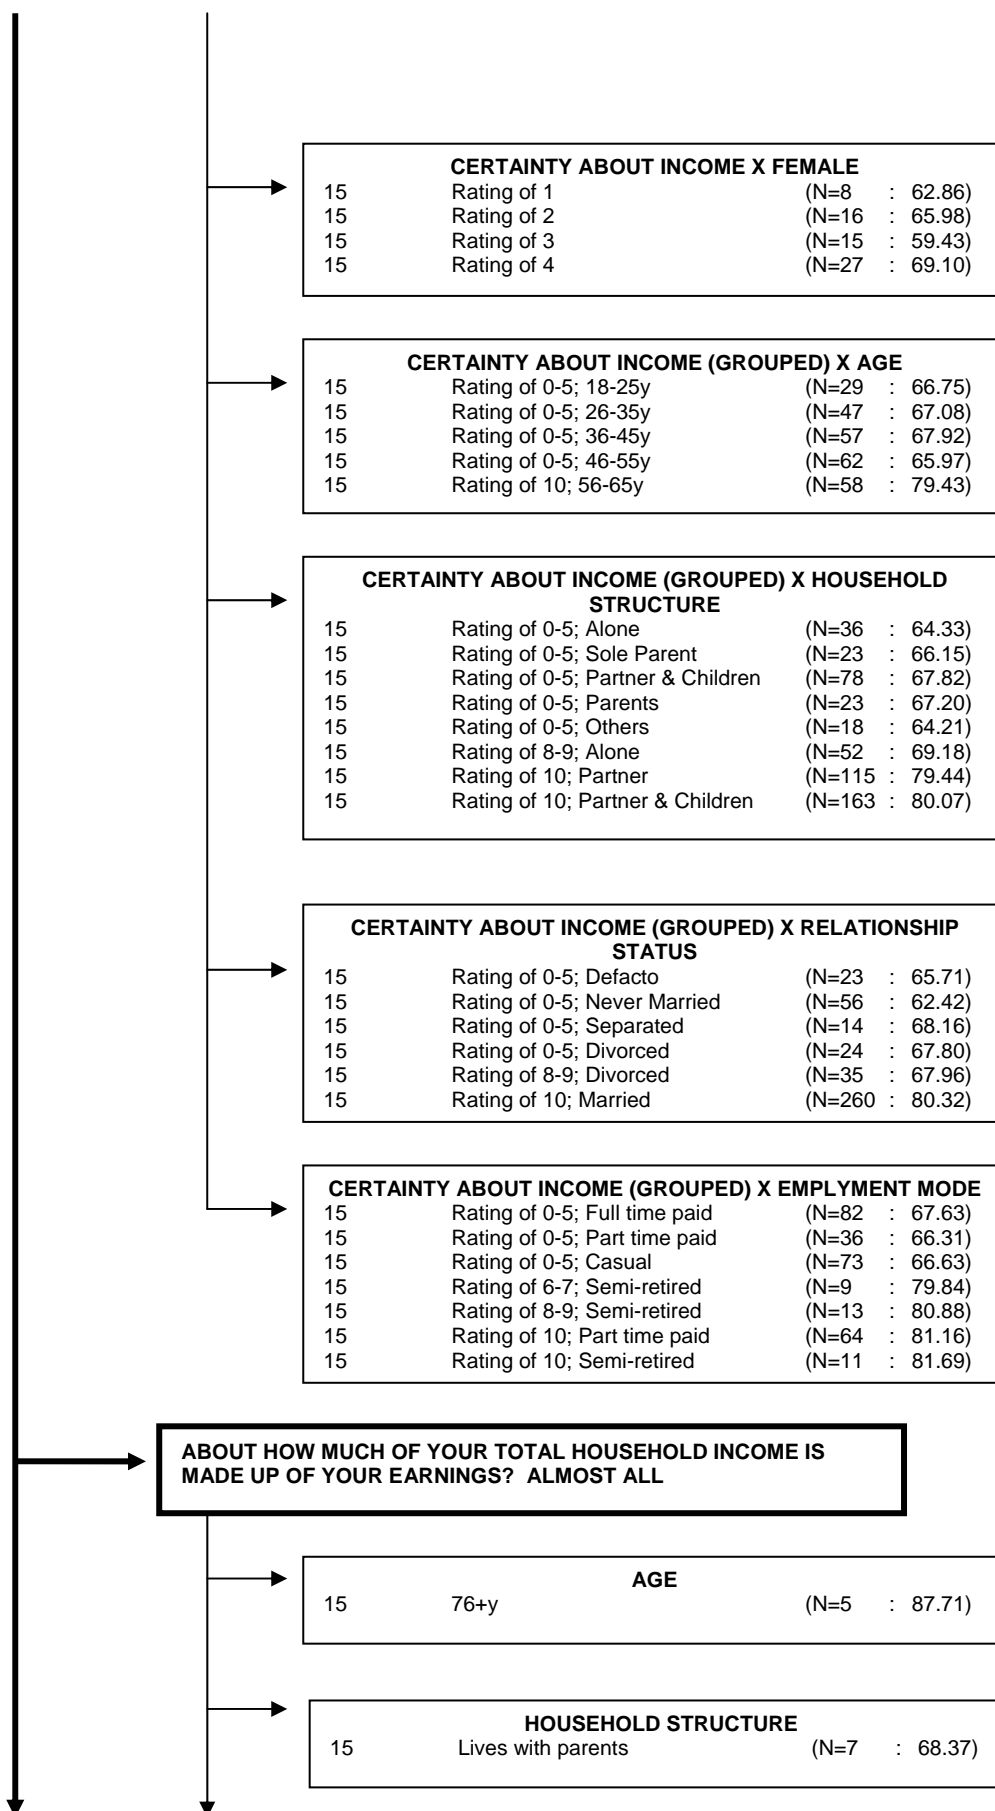 CERTAINTY ABOUT INCOME X FEMALE
15 Rating of 1 (N=8 : 62.86)
15 Rating of 2 (N=16 : 65.98)
15 Rating of 3 (N=15 : 59.43)
15 Rating of 4 (N=27 : 69.10)
CERTAINTY ABOUT INCOME (GROUPED) X AGE
15 Rating of 0-5; 18-25y (N=29 : 66.75)
15 Rating of 0-5; 26-35y (N=47 : 67.08)
15 Rating of 0-5; 36-45y (N=57 : 67.92)
15 Rating of 0-5; 46-55y (N=62 : 65.97)
15 Rating of 10; 56-65y (N=58 : 79.43)
CERTAINTY ABOUT INCOME (GROUPED) X HOUSEHOLD
STRUCTURE
15 Rating of 0-5; Alone (N=36 : 64.33)
15 Rating of 0-5; Sole Parent (N=23 : 66.15)
15 Rating of 0-5; Partner & Children (N=78 : 67.82)
15 Rating of 0-5; Parents (N=23 : 67.20)
15 Rating of 0-5; Others (N=18 : 64.21)
15 Rating of 8-9; Alone (N=52 : 69.18)
15 Rating of 10; Partner (N=115 : 79.44)
15 Rating of 10; Partner & Children (N=163 : 80.07)
CERTAINTY ABOUT INCOME (GROUPED) X RELATIONSHIP
STATUS
15 Rating of 0-5; Defacto (N=23 : 65.71)
15 Rating of 0-5; Never Married (N=56 : 62.42)
15 Rating of 0-5; Separated (N=14 : 68.16)
15 Rating of 0-5; Divorced (N=24 : 67.80)
15 Rating of 8-9; Divorced (N=35 : 67.96)
15 Rating of 10; Married (N=260 : 80.32)
CERTAINTY ABOUT INCOME (GROUPED) X EMPLYMENT MODE
15 Rating of 0-5; Full time paid (N=82 : 67.63)
15 Rating of 0-5; Part time paid (N=36 : 66.31)
15 Rating of 0-5; Casual (N=73 : 66.63)
15 Rating of 6-7; Semi-retired (N=9 : 79.84)
15 Rating of 8-9; Semi-retired (N=13 : 80.88)
15 Rating of 10; Part time paid (N=64 : 81.16)
15 Rating of 10; Semi-retired (N=11 : 81.69)
ABOUT HOW MUCH OF YOUR TOTAL HOUSEHOLD INCOME IS
MADE UP OF YOUR EARNINGS? ALMOST ALL
AGE
15 76+y (N=5 : 87.71)
HOUSEHOLD STRUCTURE
15 Lives with parents (N=7 : 68.37)